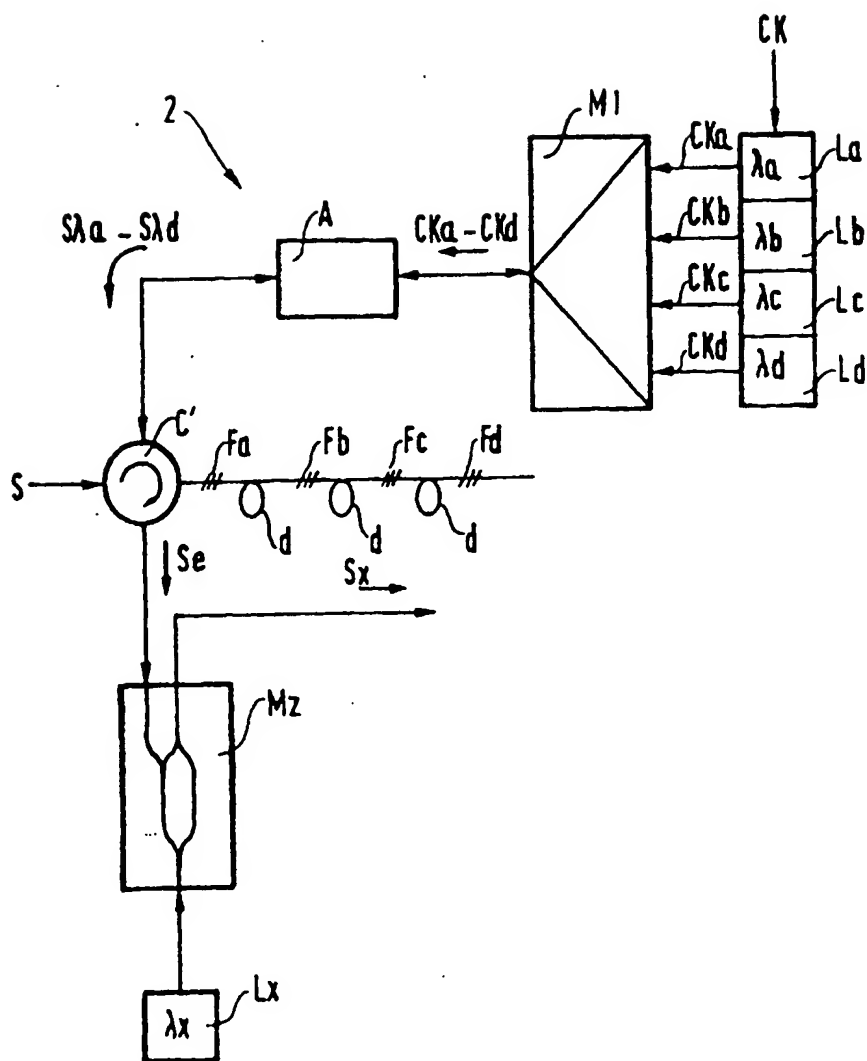 CK
2
M1
CKa
λa
La
Sλa - Sλd
A
CKa - CKd
CKb
λb
Lb
CKc
λc
Lc
CKd
λd
Ld
C'
Fa
Fb
Fc
Fd
S
d
d
d
Se
Sx
Mz
Lx
λx